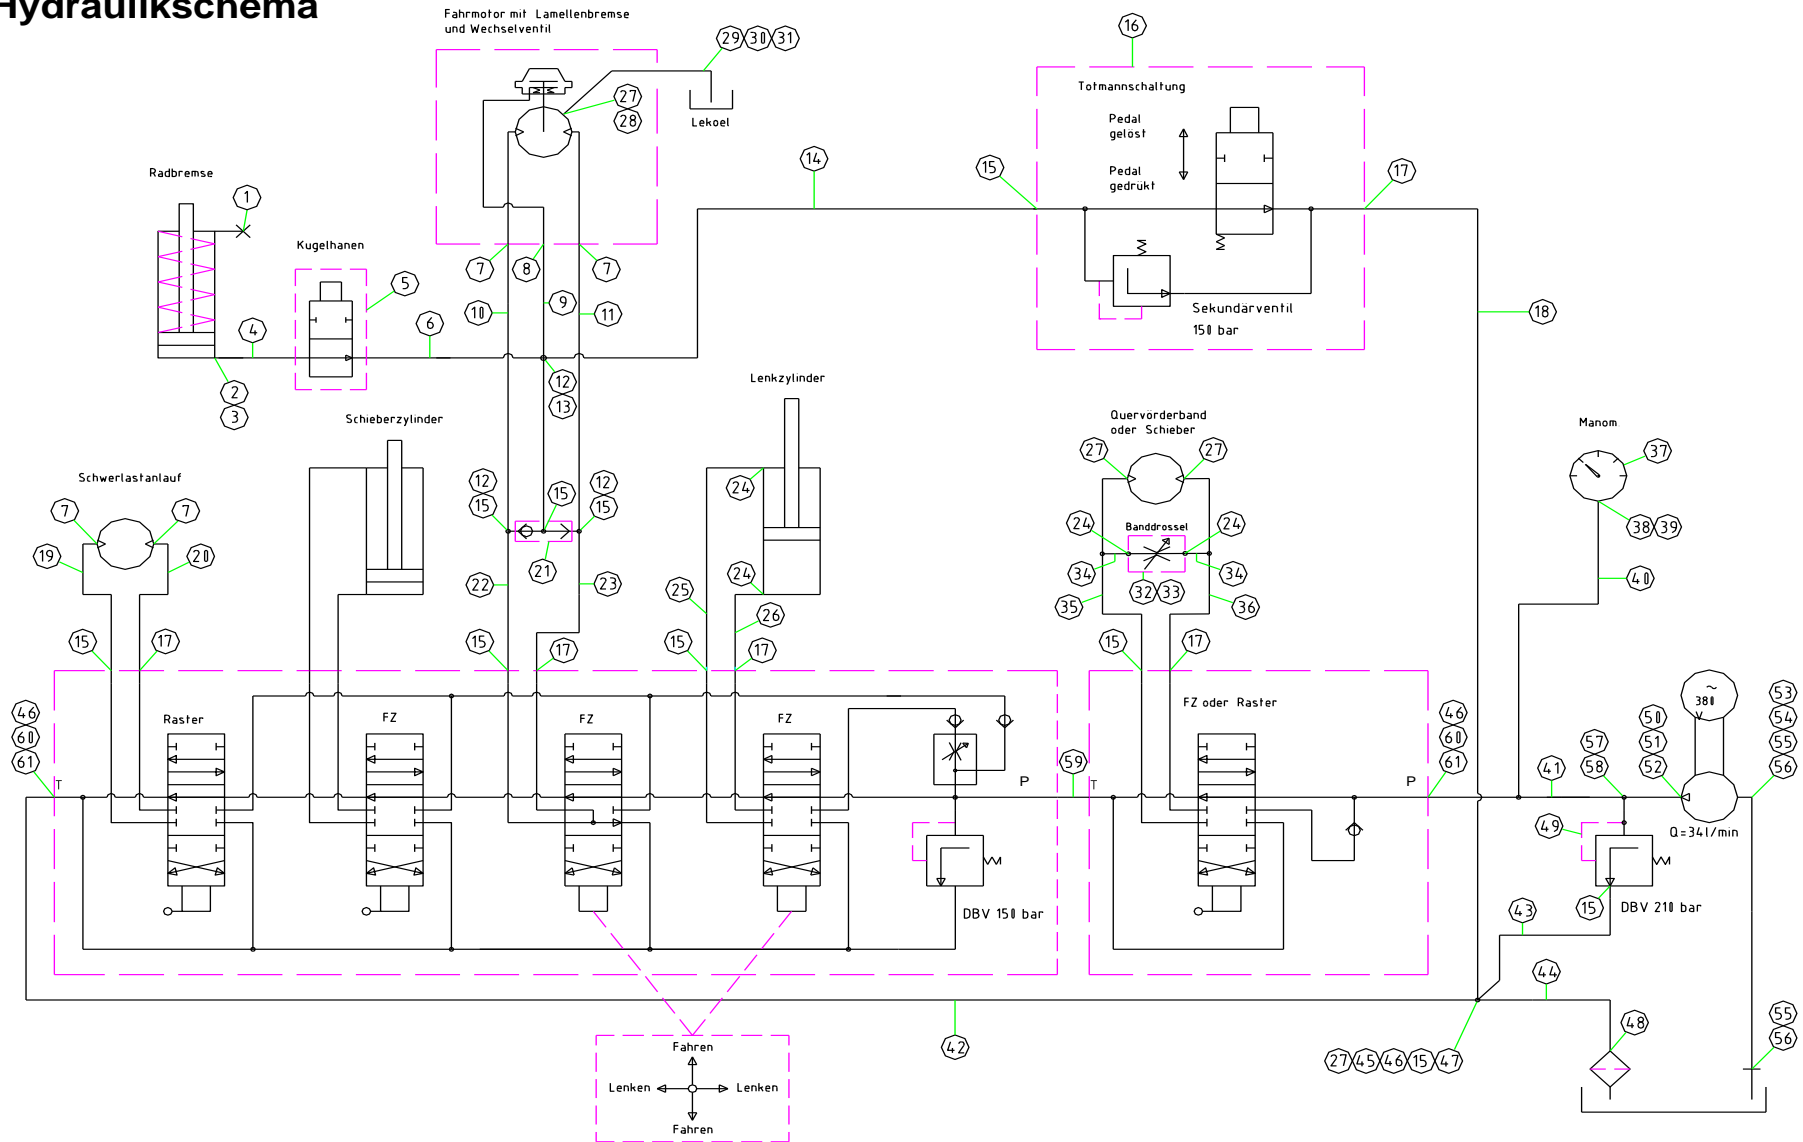 Hydraulikschema
Fahrmotor mit Lamellenbremse
und Wechselventil
29 30 31
16
27
28
Lekoel
Totmannschaltung
Pedal
gelöst
Pedal
gedrükt
14
15
17
Radbremse
1
Kugelhanen
5
7
8
7
9
10
11
4
6
Sekundärventil
150 bar
18
2
3
12
13
Lenkzylinder
Schieberzylinder
Quervörderband
oder Schieber
Manom.
27
27
37
Schwerlastanlauf
7
7
12
15
15
12
15
24
24
Banddrossel
24
38 39
19
20
21
22
23
24
25
26
34
32 33
34
35
36
40
15
17
15
17
15
17
15
17
46
60
61
T
Raster
FZ
FZ
FZ
P
59
T
FZ oder Raster
P
46
60
61
41
57
58
50
51
52
~
380
V
53
54
55
56
Q=34l/min
49
DBV 150 bar
15
DBV 210 bar
43
44
42
27 45 46 15 47
48
55
56
Fahren
Lenken
Lenken
Fahren